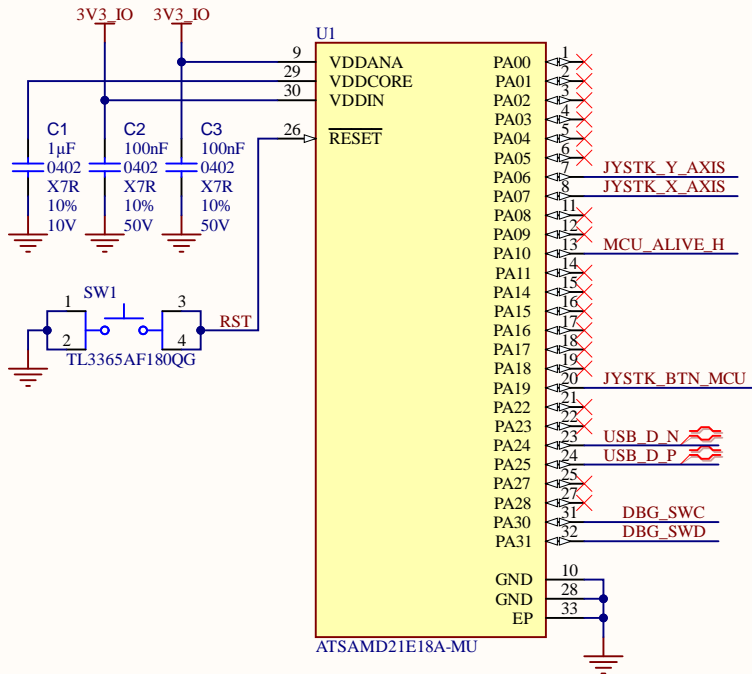 3V3_IO 3V3_IO
U1
9 VDDANA
29 VDDCORE
30 VDDIN
26 RESET
C1
1µF
0402
X7R
10%
10V
C2
100nF
0402
X7R
10%
50V
C3
100nF
0402
X7R
10%
50V
SW1
1 3
2 4
RST
TL3365AF180QG
PA00 1
PA01 2
PA02 3
PA03 4
PA04 5
PA05 6
PA06 7 JYSTK_Y_AXIS
PA07 8 JYSTK_X_AXIS
PA08 11
PA09 12
PA10 13 MCU_ALIVE_H
PA11 14
PA14 15
PA15 16
PA16 17
PA17 18
PA18 19
PA19 20 JYSTK_BTN_MCU
PA22 21
PA23 22
PA24 23 USB_D_N
PA25 24 USB_D_P
PA27 25
PA28 27
PA30 31 DBG_SWC
PA31 32 DBG_SWD
GND 10
GND 28
EP 33
ATSAMD21E18A-MU